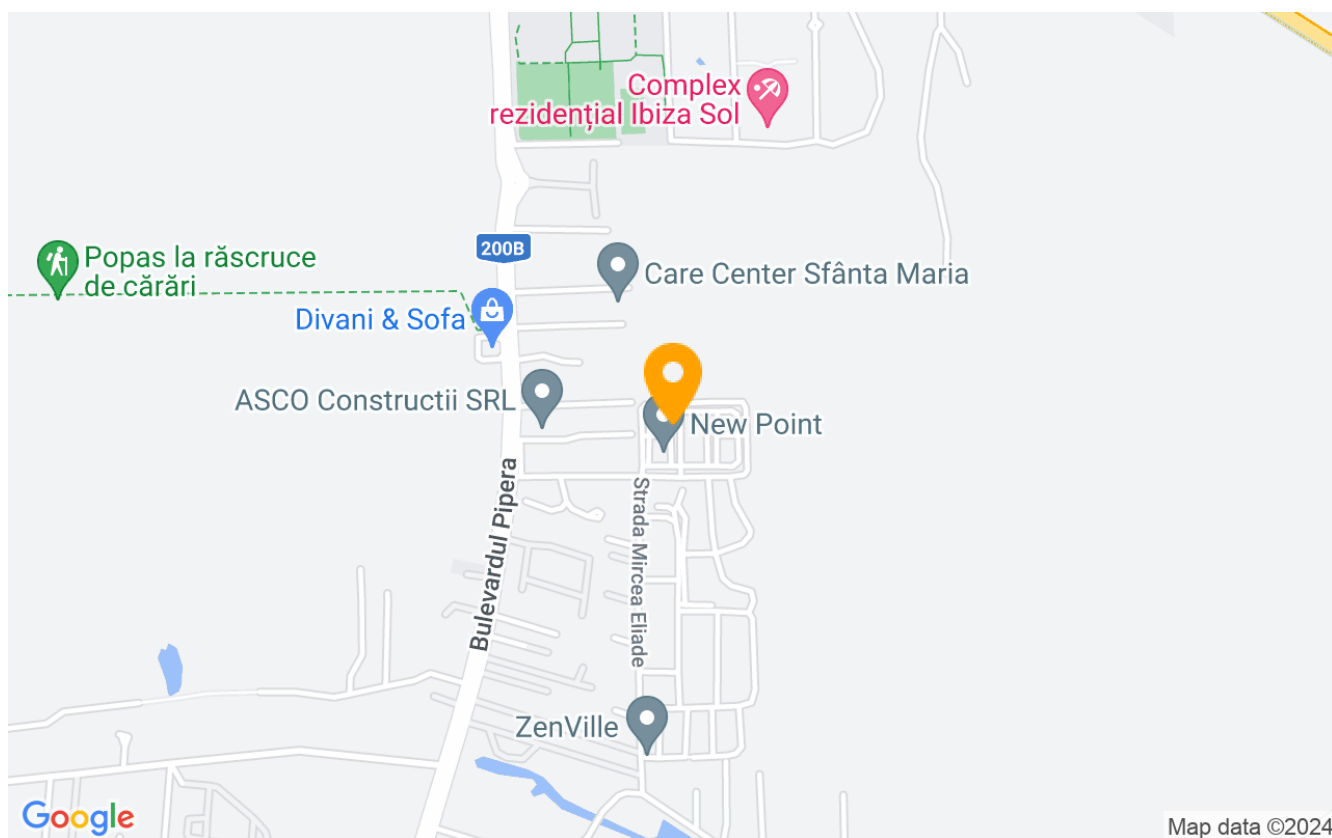 Complex
rezidențial Ibiza Sol
200B
Popas la răscruce
de cărări
Care Center Sfânta Maria
Divani & Sofa
ASCO Constructii SRL
New Point
Bulevardul Pipera
Strada Mircea Eliade
ZenVille
Google
Map data ©2024